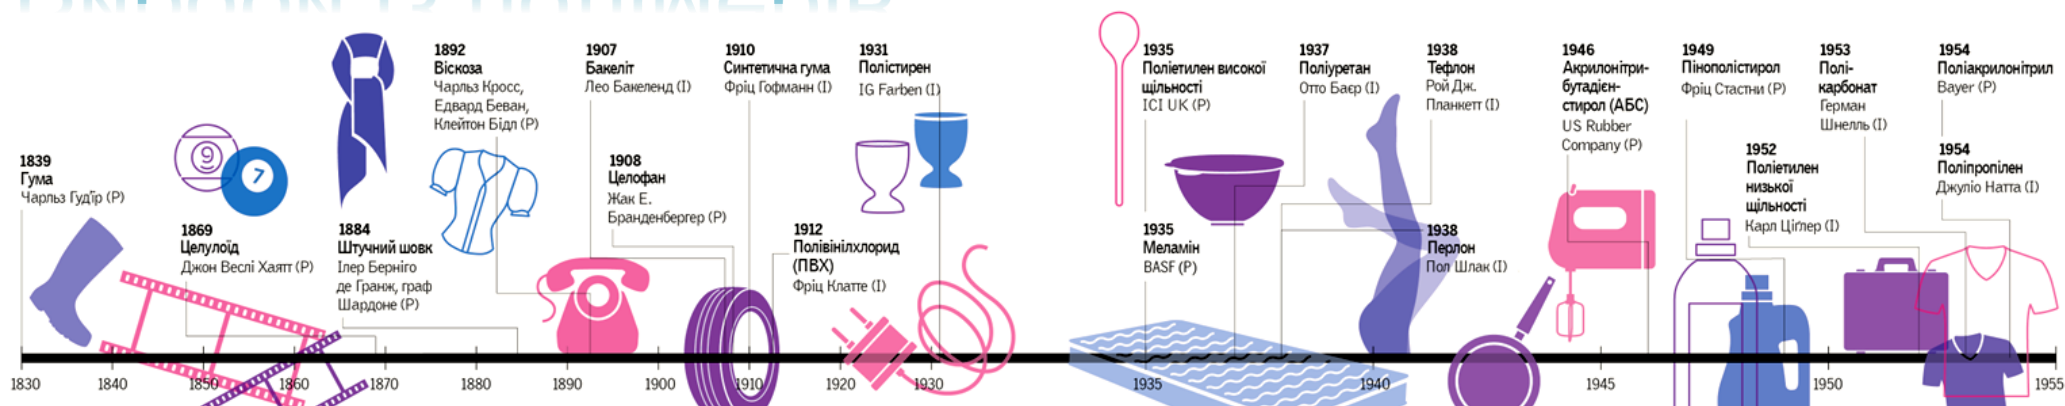 1839
Гума
Чарльз Гудїр (Р)
1869
Целулоїд
Джон Веслі Хаятт (Р)
1884
Штучний шовк
Ілер Берніго
де Гранж, граф
Шардоне (Р)
1892
Віскоза
Чарльз Кросс,
Едвард Беван,
Клейтон Бідл (Р)
1907
Бакеліт
Лео Бакеленд (І)
1908
Целофан
Жак Е.
Бранденбергер (Р)
1910
Синтетична гума
Фріц Гофманн (І)
1912
Полівінілхлорид
(ПВХ)
Фріц Клатте (І)
1931
Полістирен
IG Farben (І)
1935
Поліетилен високої
щільності
ICI UK (Р)
1935
Меламін
BASF (Р)
1937
Поліуретан
Отто Баєр (І)
1938
Тефлон
Рой Дж.
Планкетт (І)
1938
Перлон
Пол Шлак (І)
1946
Акрилонітри-
бутадієн-
стирол (АБС)
US Rubber
Company (Р)
1949
Пінополістирол
Фріц Стастни (Р)
1952
Поліетилен
низької
щільності
Карл Ціґлер (І)
1953
Полі-
карбонат
Герман
Шнелль (І)
1954
Поліакрилонітрил
Bayer (Р)
1954
Поліпропілен
Джуліо Натта (І)
9
7
1830 1840 1850 1860 1870 1880 1890 1900 1910 1920 1930 1935 1940 1945 1950 1955